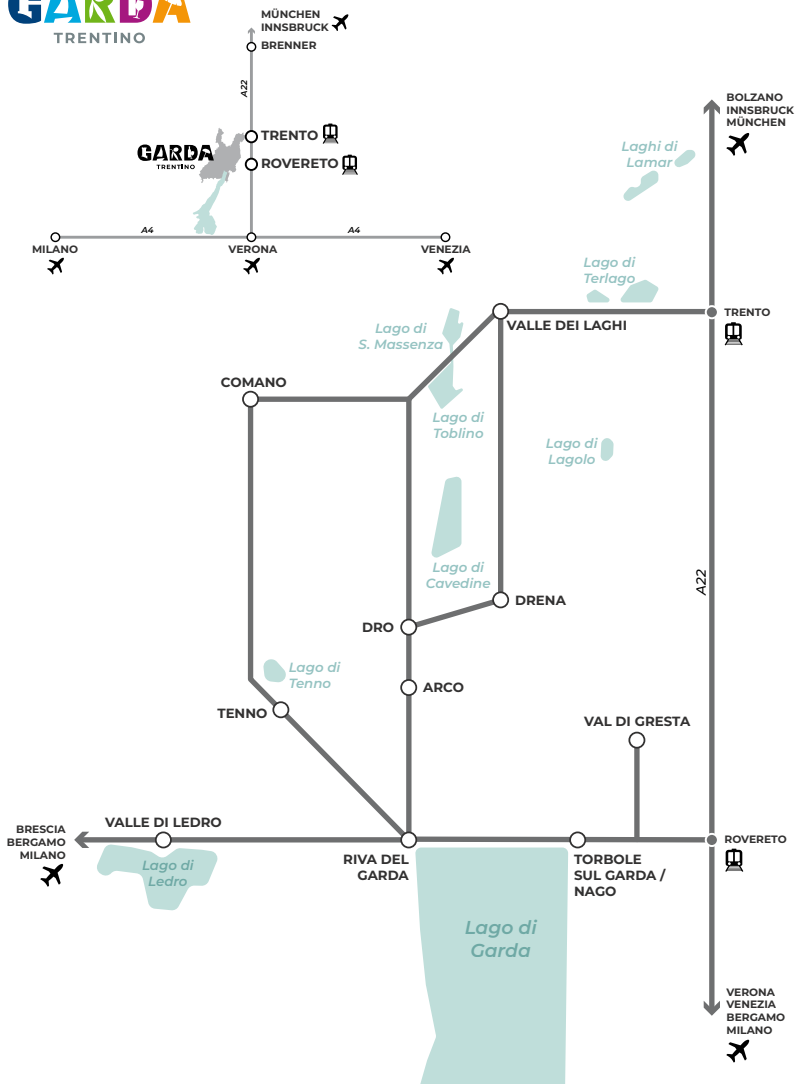 GARDA
TRENTINO
MÜNCHEN
INNSBRUCK
BRENNER
A22
TRENTO
GARDA
TRENTINO
ROVERETO
A4
A4
MILANO
VERONA
VENEZIA
BOLZANO
INNSBRUCK
MÜNCHEN
Laghi di
Lamar
Lago di
Terlago
TRENTO
VALLE DEI LAGHI
Lago di
S. Massenza
COMANO
Lago di
Toblino
Lago di
Lagolo
Lago di
Cavedine
A22
DRENA
DRO
Lago di
Tenno
ARCO
TENNO
VAL DI GRESTA
VALLE DI LEDRO
BRESCIA
BERGAMO
MILANO
Lago di
Ledro
RIVA DEL
GARDA
TORBOLE
SUL GARDA /
NAGO
ROVERETO
Lago di
Garda
VERONA
VENEZIA
BERGAMO
MILANO